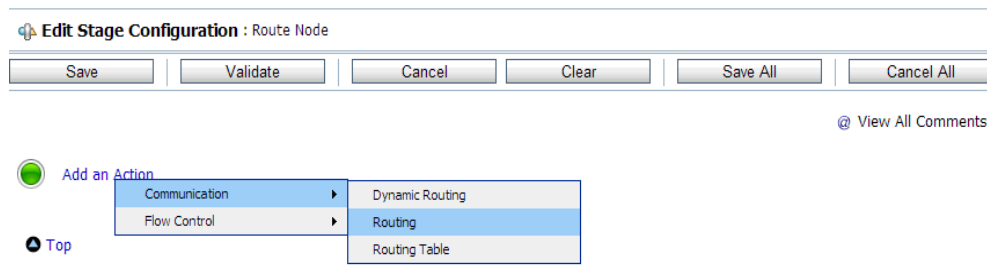 Edit Stage Configuration : Route Node
Save Validate Cancel Clear Save All Cancel All
@ View All Comments
Add an Action
Communication Dynamic Routing
Flow Control Routing
Top Routing Table